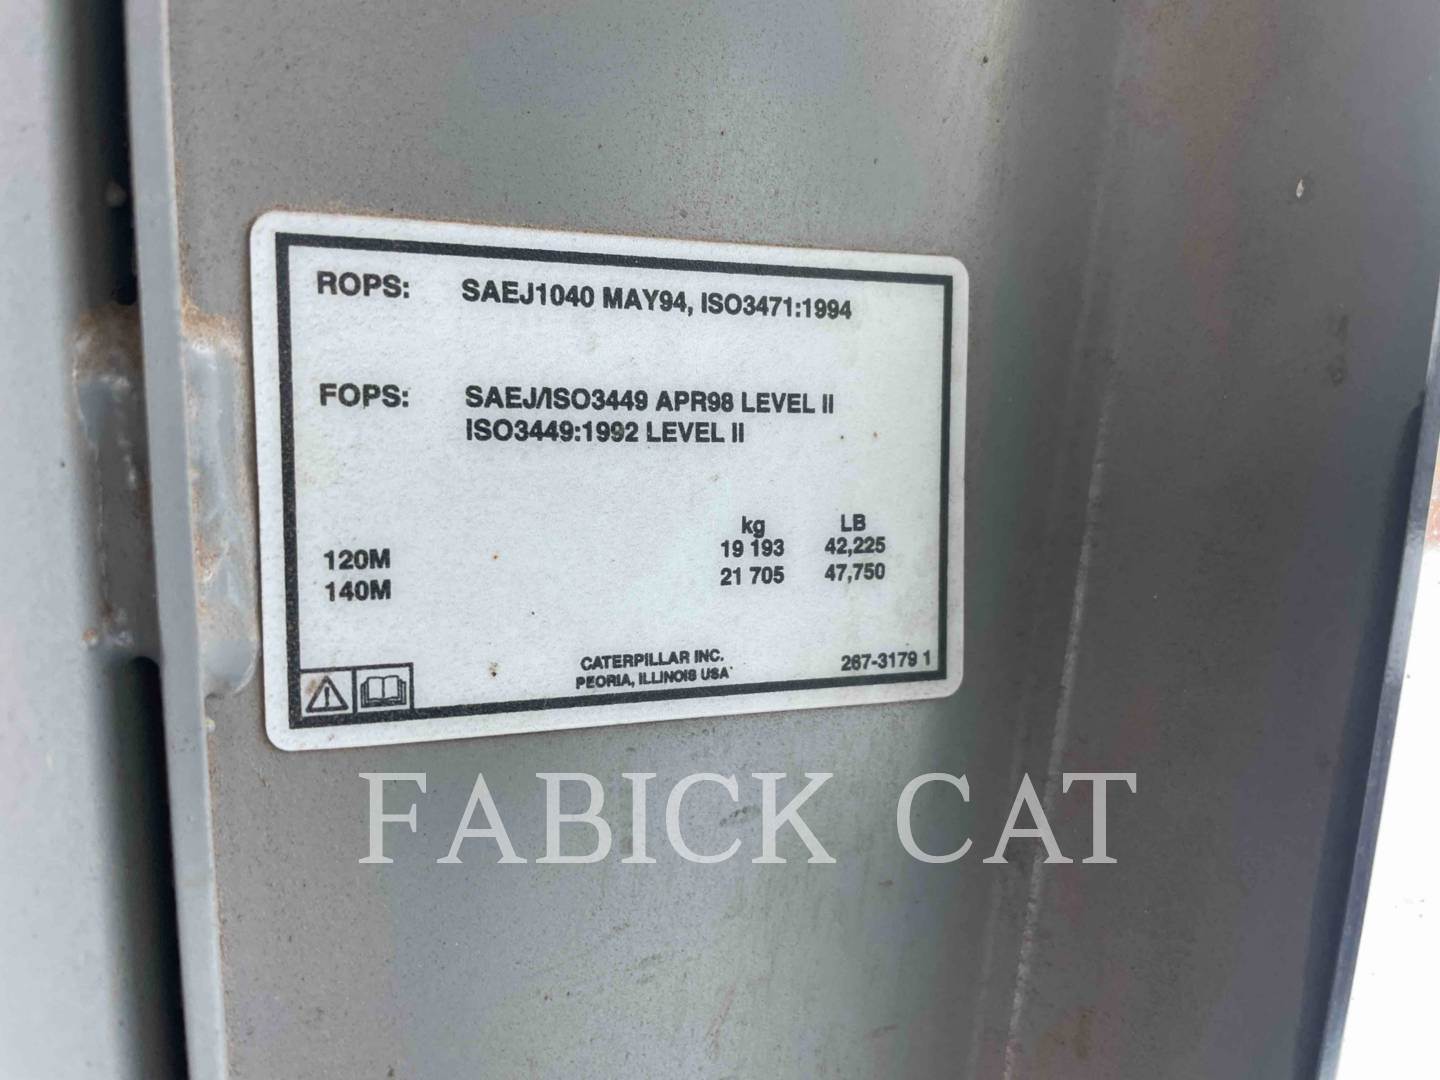 ROPS: SAEJ1040 MAY94, ISO3471:1994
FOPS: SAEJ/ISO3449 APR98 LEVEL II
ISO3449:1992 LEVEL II
kg LB
120M 19 193 42,225
140M 21 705 47,750
CATERPILLAR INC. 267-3179 1
PEORIA, ILLINOIS USA
FABICK CAT